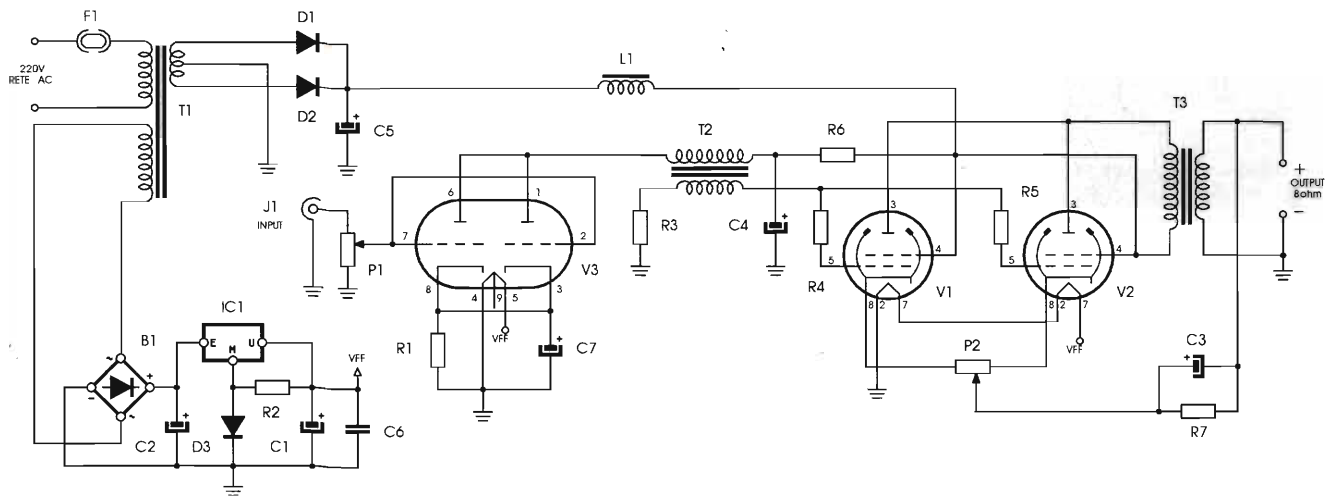 F1
220V
RETE AC
T1
D1
D2
C5
L1
T2
R6
T3
+
OUTPUT
8ohm
-
J1
INPUT
P1
6
1
7
2
V3
8
4
9
5
3
VFF
R1
C7
R3
C4
R4
R5
3
5
4
V1
8
2
7
3
5
4
V2
8
2
7
VFF
P2
C3
R7
B1
~
-
+
~
IC1
E
M
U
R2
VFF
C2
D3
C1
C6
+
+
+
+
+
+
+